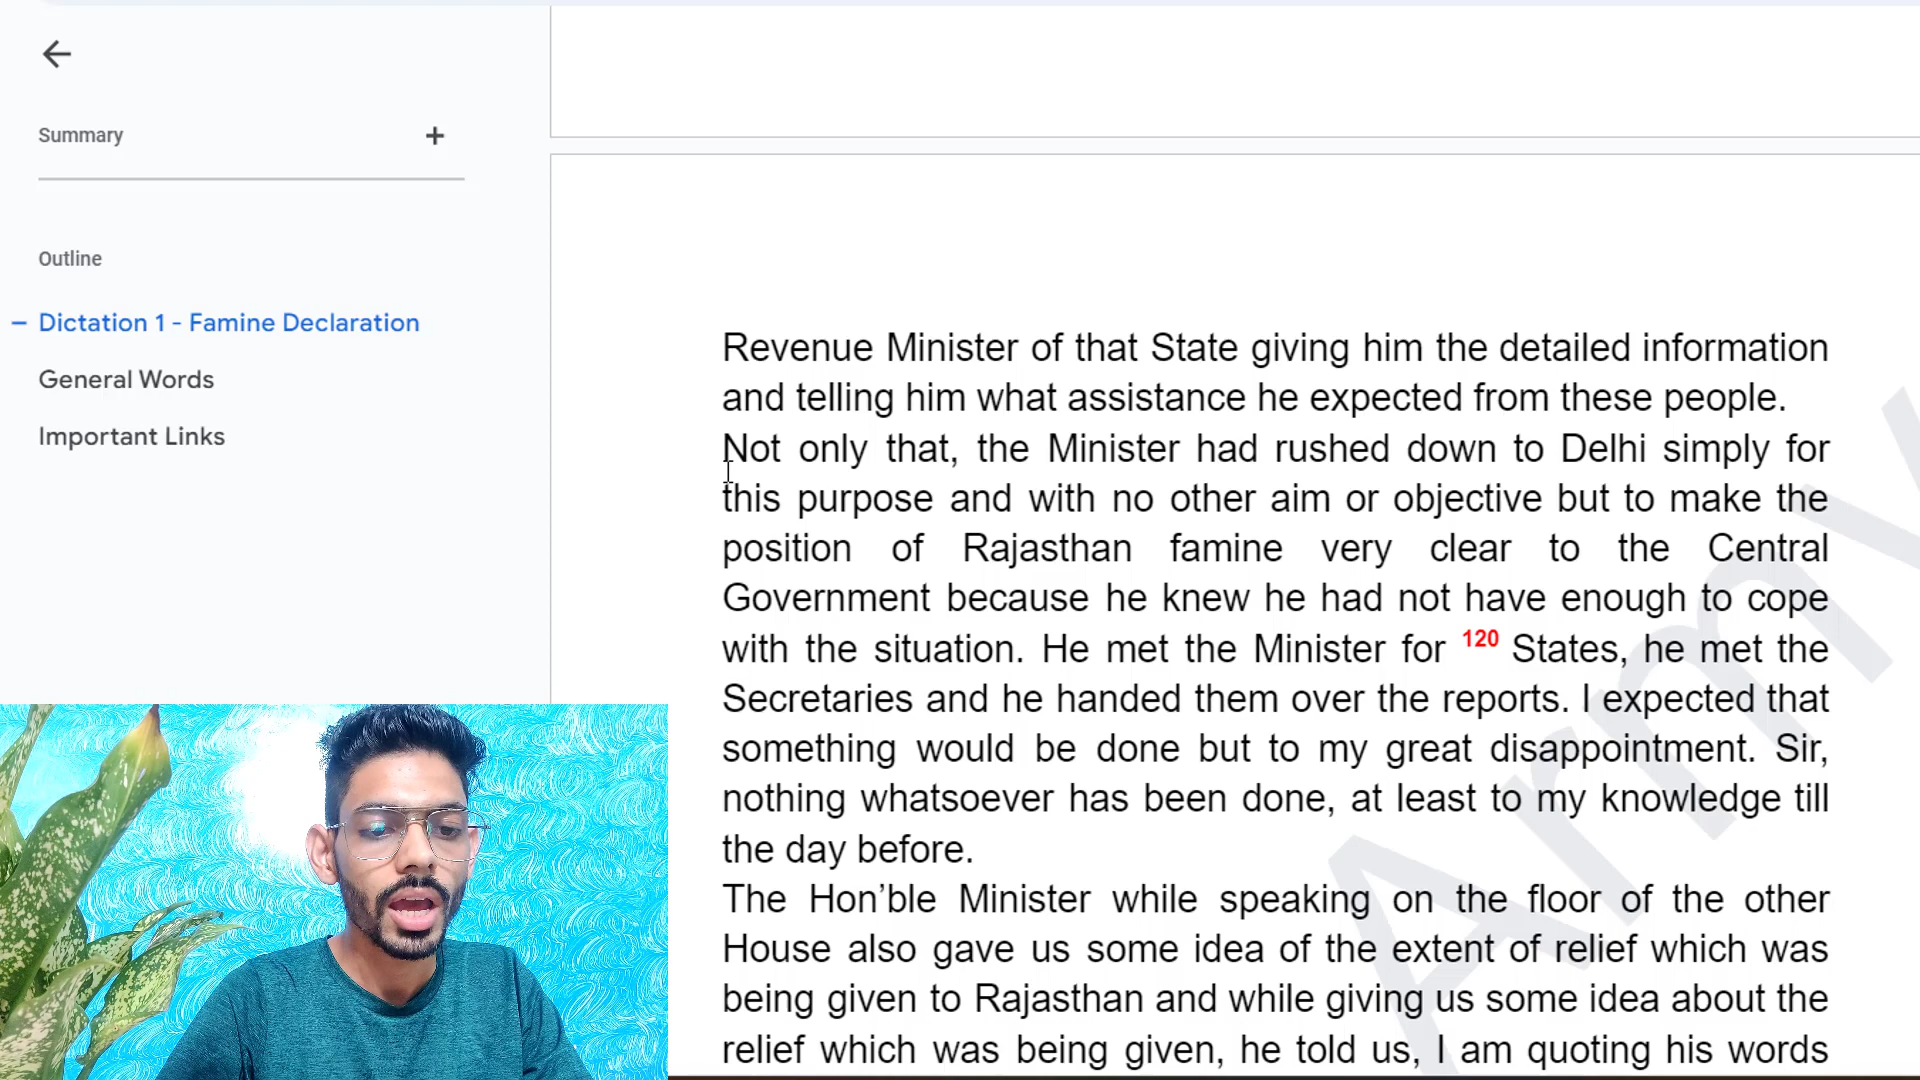 Summary
Outline
Dictation 1 - Famine Declaration
General Words
Important Links
Revenue Minister of that State giving him the detailed information
and telling him what assistance he expected from these people.
Not only that, the Minister had rushed down to Delhi simply for
this purpose and with no other aim or objective but to make the
position of Rajasthan famine very clear to the Central
Government because he knew he had not have enough to cope
with the situation. He met the Minister for 120 States, he met the
Secretaries and he handed them over the reports. I expected that
something would be done but to my great disappointment. Sir,
nothing whatsoever has been done, at least to my knowledge till
the day before.
The Hon’ble Minister while speaking on the floor of the other
House also gave us some idea of the extent of relief which was
being given to Rajasthan and while giving us some idea about the
relief which was being given, he told us, I am quoting his words
Army